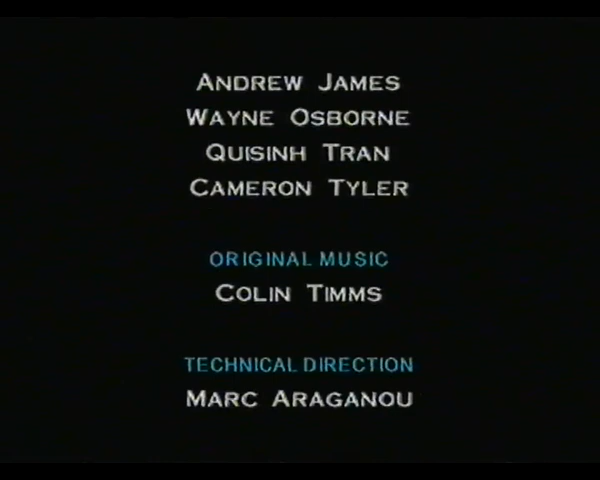 ANDREW JAMES
WAYNE OSBORNE
QUISINH TRAN
CAMERON TYLER
ORIGINAL MUSIC
COLIN TIMMS
TECHNICAL DIRECTION
MARC ARAGANOU